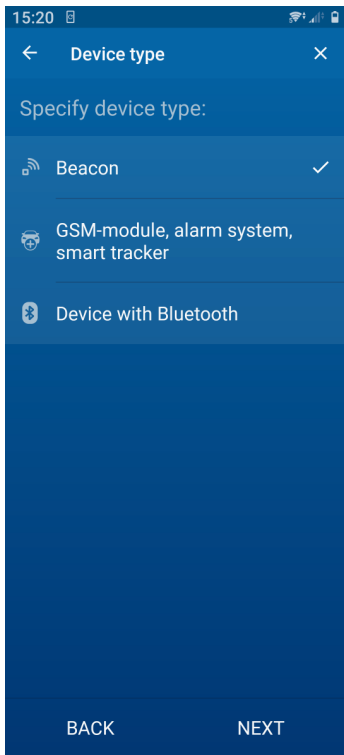 15:20
Device type
Specify device type:
Beacon
GSM-module, alarm system,
smart tracker
Device with Bluetooth
BACK
NEXT